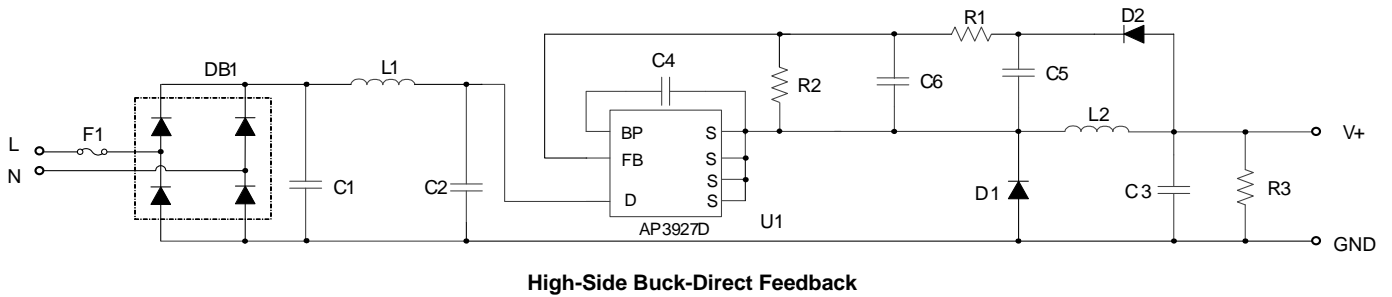 R1
D2
DB1
L1
C4
R2
C6
C5
L2
BP
S
V+
F1
L
FB
S
N
S
C1
C2
D
S
D1
C3
R3
U1
AP3927D
GND
High-Side Buck-Direct Feedback